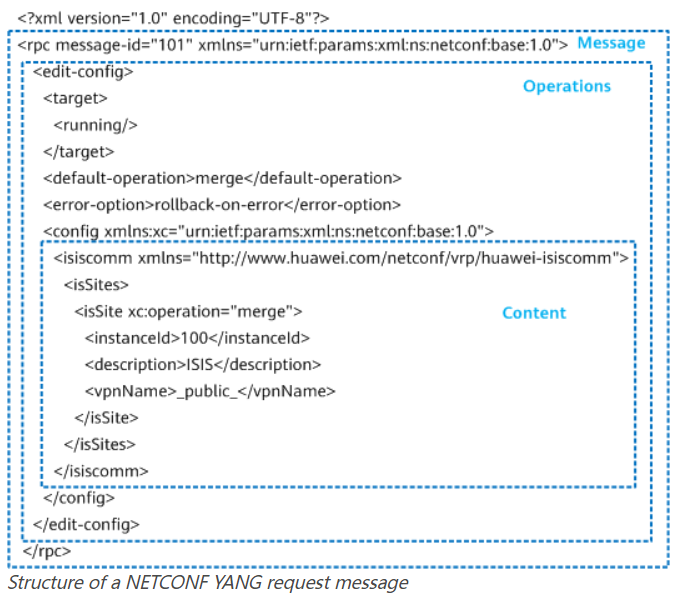 <?xml version="1.0" encoding="UTF-8"?>
<rpc message-id="101" xmlns="urn:ietf:params:xml:ns:netconf:base:1.0"> Message
<edit-config>
Operations
<target>
<running/>
</target>
<default-operation>merge</default-operation>
<error-option>rollback-on-error</error-option>
<config xmlns:xc="urn:ietf:params:xml:ns:netconf:base:1.0">
<isiscomm xmlns="http://www.huawei.com/netconf/vrp/huawei-isiscomm">
<isSites>
<isSite xc:operation="merge">
Content
<instanceId>100</instanceId>
<description>ISIS</description>
<vpnName>_public_</vpnName>
</isSite>
</isSites>
</isiscomm>
</config>
</edit-config>
</rpc>
Structure of a NETCONF YANG request message